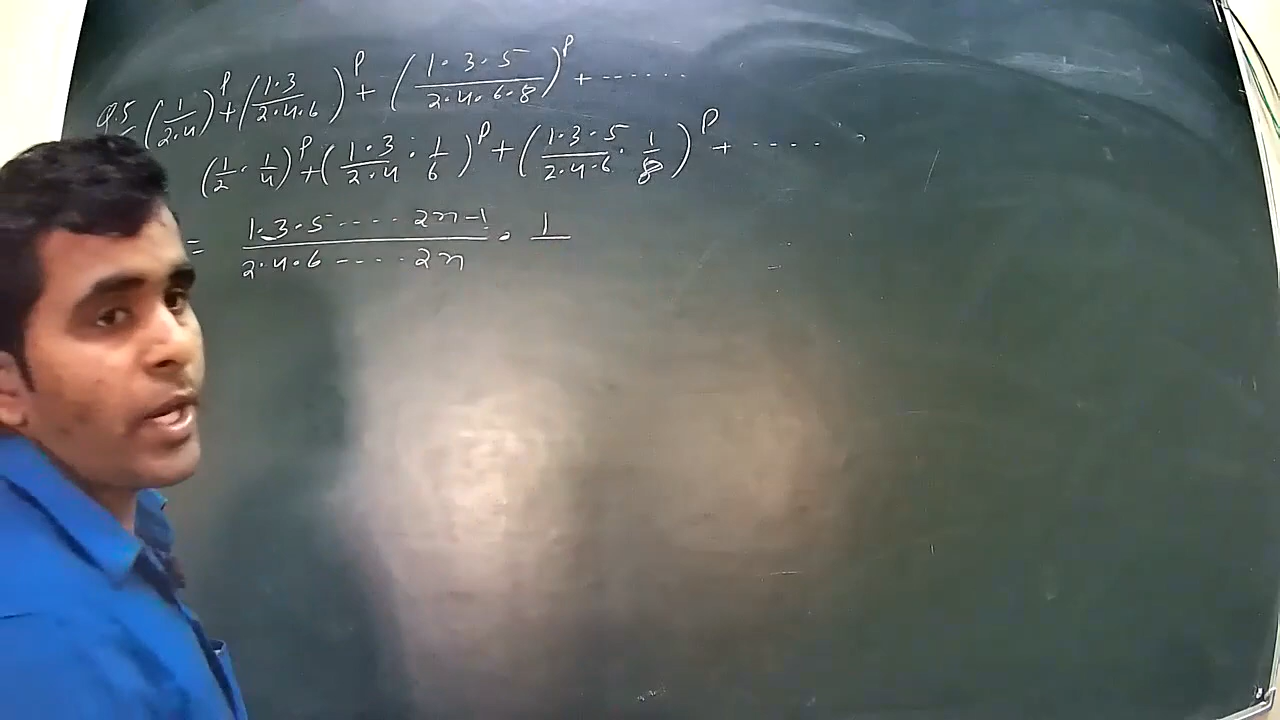 Q.5 (1/2·4)^p + (1·3/2·4·6)^p + (1·3·5/2·4·6·8)^p + ------
(1/2 · 1/4)^p + (1·3/2·4 · 1/6)^p + (1·3·5/2·4·6 · 1/8)^p + ----- ,
= 1·3·5 ---- 2n-1 / 2·4·6 ---- 2n · 1/